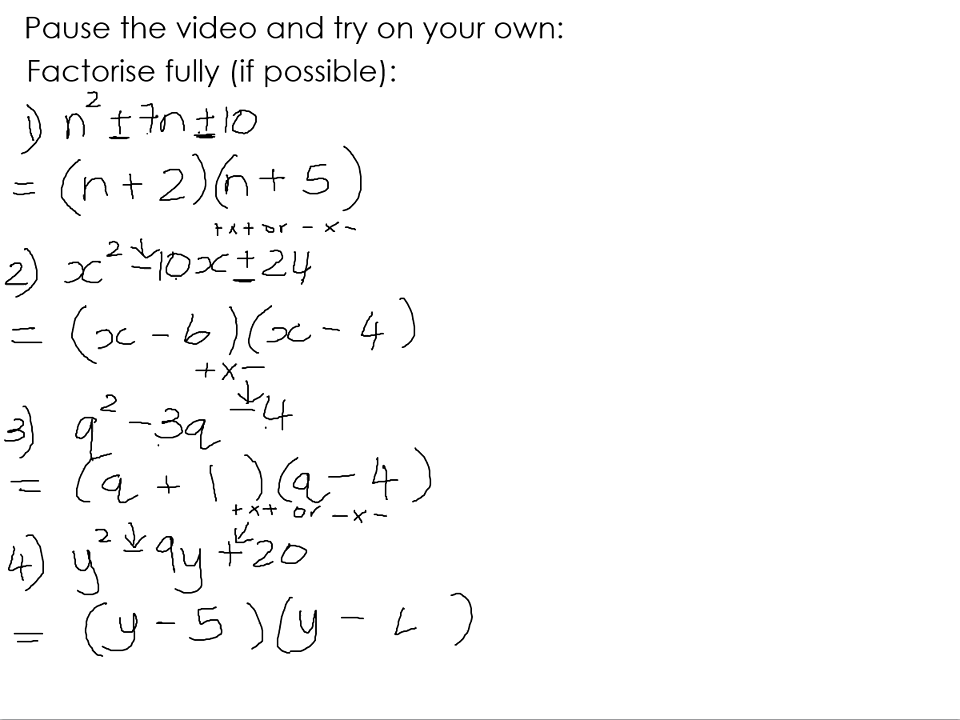 Pause the video and try on your own:
Factorise fully (if possible):
1) n² ± 7n ± 10
= (n + 2)(n + 5)
+x+ or -x-
2) x² - 10x ± 24
= (x - 6)(x - 4)
+x-
3) q² - 3q - 4
= (q + 1)(q - 4)
+x+ or -x-
4) y² - 9y + 20
= (y - 5)(y - )